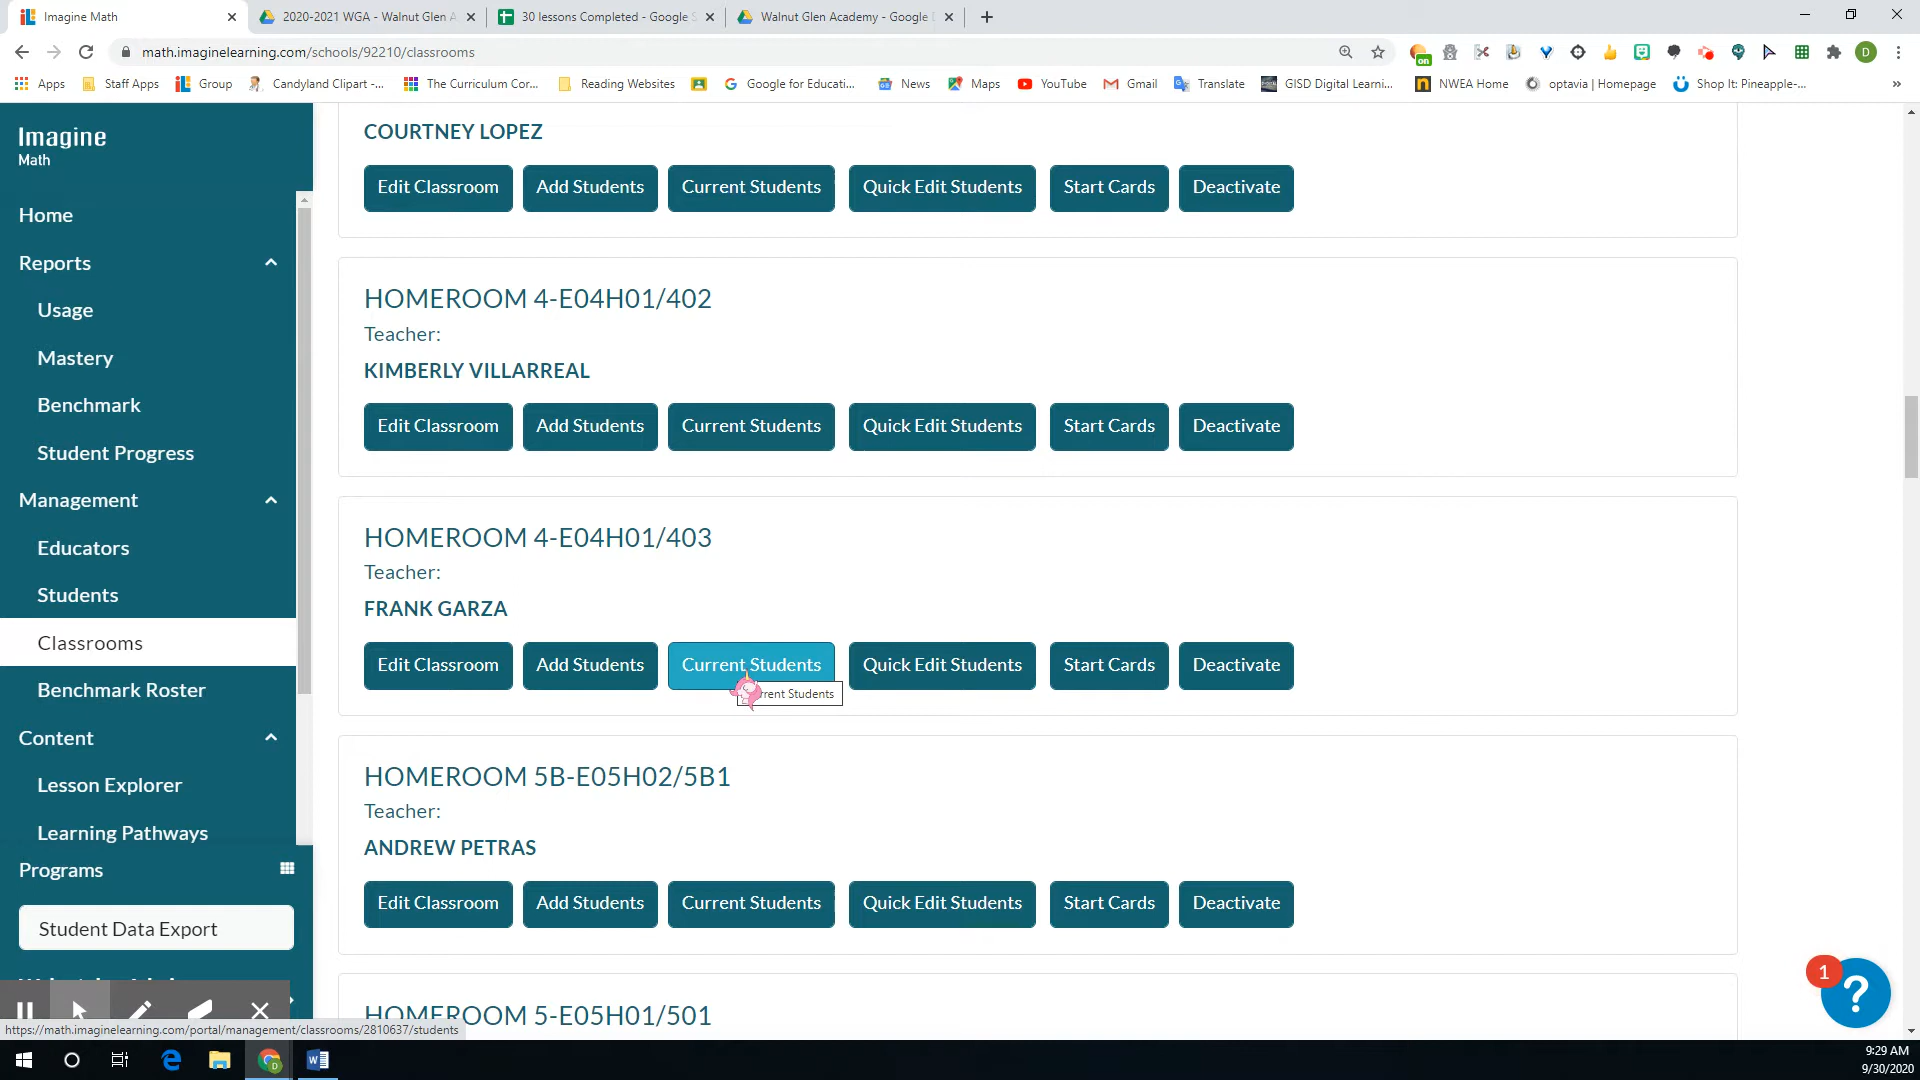 Imagine Math
2020-2021 WGA - Walnut Glen A
30 lessons Completed - Google S
Walnut Glen Academy - Google D
math.imaginelearning.com/schools/92210/classrooms
on
D
Apps
Staff Apps
Group
Candyland Clipart -...
The Curriculum Cor...
Reading Websites
Google for Educati...
News
Maps
YouTube
Gmail
Translate
GISD Digital Learni...
NWEA Home
optavia | Homepage
Shop It: Pineapple-...
»
Imagine
Math
Home
Reports
Usage
Mastery
Benchmark
Student Progress
Management
Educators
Students
Classrooms
Benchmark Roster
Content
Lesson Explorer
Learning Pathways
Programs
Student Data Export
COURTNEY LOPEZ
Edit Classroom Add Students Current Students Quick Edit Students Start Cards Deactivate
HOMEROOM 4-E04H01/402
Teacher:
KIMBERLY VILLARREAL
Edit Classroom Add Students Current Students Quick Edit Students Start Cards Deactivate
HOMEROOM 4-E04H01/403
Teacher:
FRANK GARZA
Edit Classroom Add Students Current Students Quick Edit Students Start Cards Deactivate
rrent Students
HOMEROOM 5B-E05H02/5B1
Teacher:
ANDREW PETRAS
Edit Classroom Add Students Current Students Quick Edit Students Start Cards Deactivate
HOMEROOM 5-E05H01/501
1
?
https://math.imaginelearning.com/portal/management/classrooms/2810637/students
9:29 AM
9/30/2020